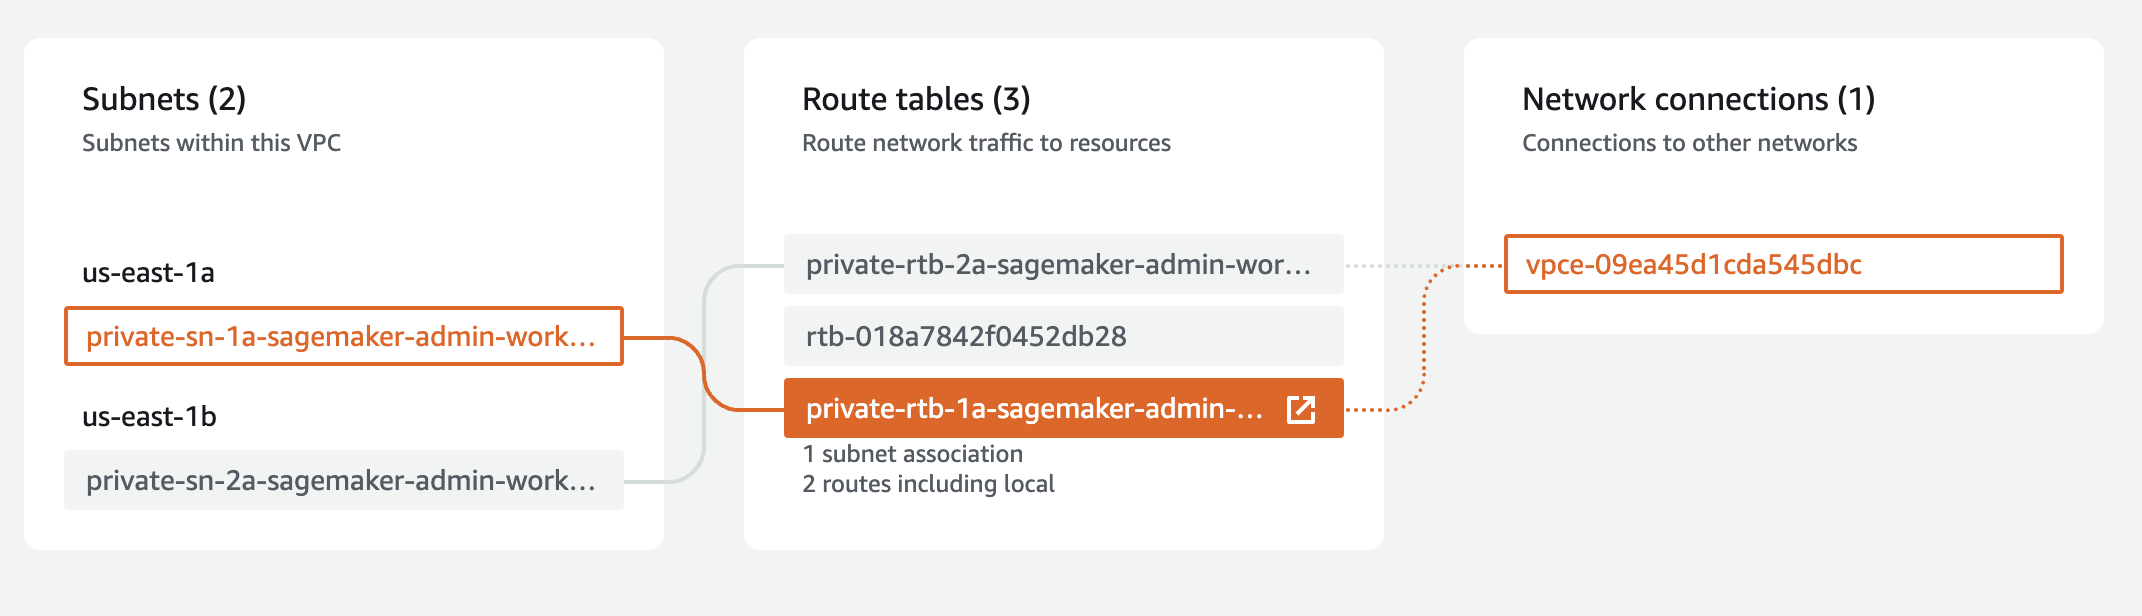 Subnets (2)
Subnets within this VPC
us-east-1a
private-sn-1a-sagemaker-admin-work...
us-east-1b
private-sn-2a-sagemaker-admin-work...
Route tables (3)
Route network traffic to resources
private-rtb-2a-sagemaker-admin-wor...
rtb-018a7842f0452db28
private-rtb-1a-sagemaker-admin-...
1 subnet association
2 routes including local
Network connections (1)
Connections to other networks
vpce-09ea45d1cda545dbc